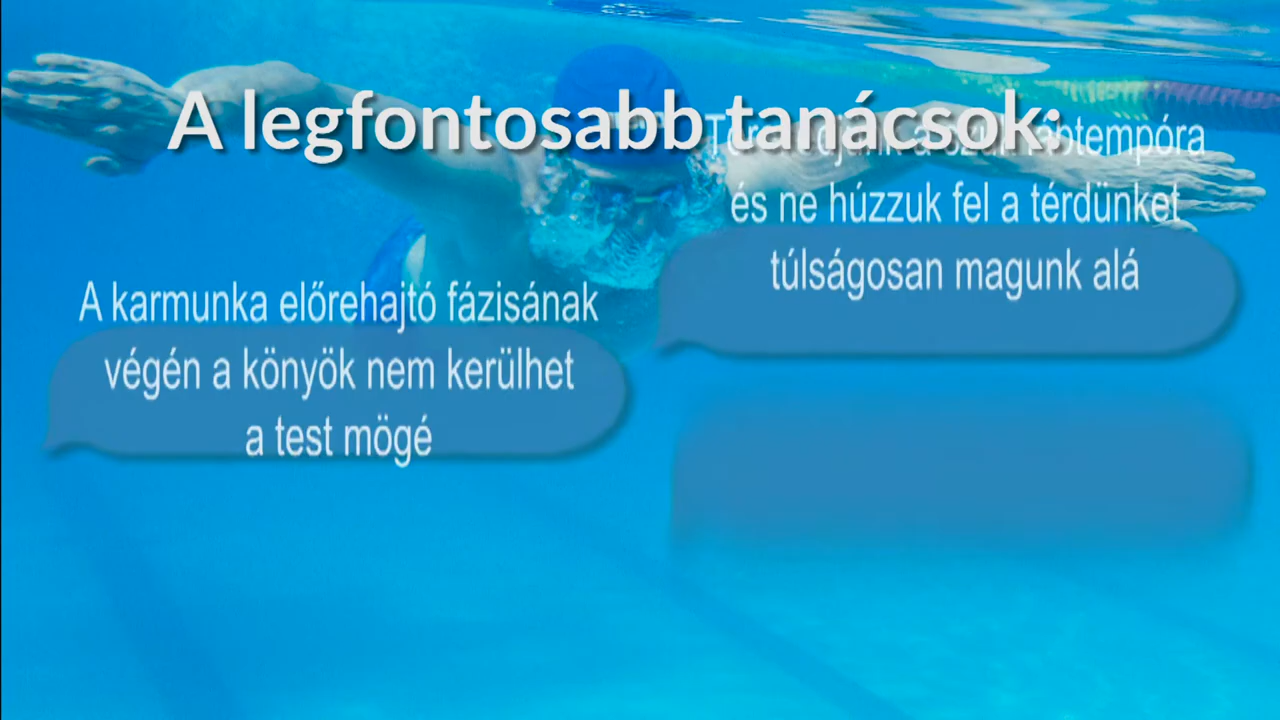 A legfontosabb tanácsok:
A karmunka előrehajtó fázisának
végén a könyök nem kerülhet
a test mögé
a
és ne húzzuk fel a térdünket
túlságosan magunk alá